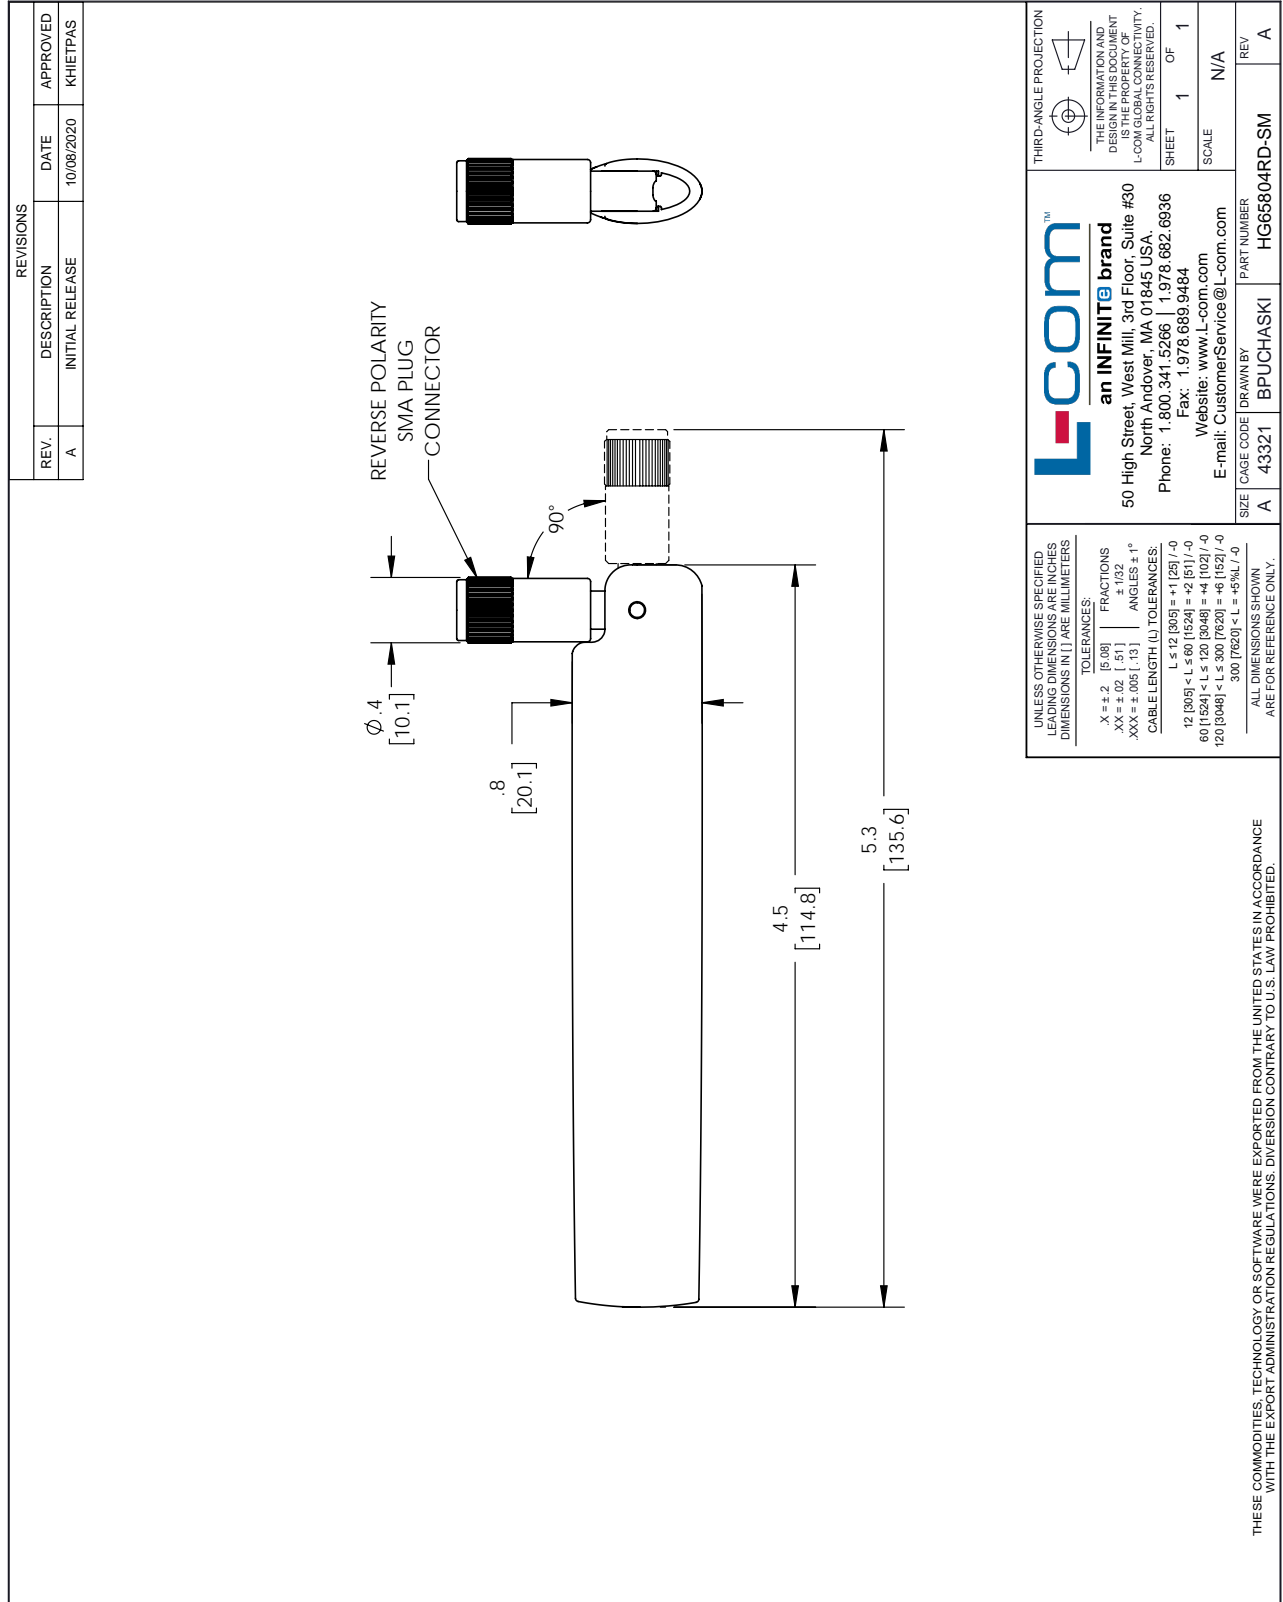 REVISIONS
REV. DESCRIPTION DATE APPROVED
A INITIAL RELEASE 10/08/2020 KHIETPAS
REVERSE POLARITY
SMA PLUG
CONNECTOR
90°
Ø.4
[10.1]
.8
[20.1]
4.5
[114.8]
5.3
[135.6]
UNLESS OTHERWISE SPECIFIED
LEADING DIMENSIONS ARE INCHES
DIMENSIONS IN [ ] ARE MILLIMETERS
TOLERANCES:
.X = ± .2 [5.08] FRACTIONS
.XX = ± .02 [ .51 ] ± 1/32
.XXX = ± .005 [ .13 ] ANGLES ± 1°
CABLE LENGTH (L) TOLERANCES:
L ≤ 12 [305] = +1 [25] / -0
12 [305] < L ≤ 60 [1524] = +2 [51] / -0
60 [1524] < L ≤ 120 [3048] = +4 [102] / -0
120 [3048] < L ≤ 300 [7620] = +6 [152] / -0
300 [7620] < L = +5%L / -0
ALL DIMENSIONS SHOWN
ARE FOR REFERENCE ONLY.
L-com™
an INFINITe brand
50 High Street, West Mill, 3rd Floor, Suite #30
North Andover, MA 01845 USA.
Phone: 1.800.341.5266 | 1.978.682.6936
Fax: 1.978.689.9484
Website: www.L-com.com
E-mail: CustomerService@L-com.com
THIRD-ANGLE PROJECTION
THE INFORMATION AND
DESIGN IN THIS DOCUMENT
IS THE PROPERTY OF
L-COM GLOBAL CONNECTIVITY.
ALL RIGHTS RESERVED.
SHEET 1 OF 1
SCALE N/A
SIZE CAGE CODE DRAWN BY PART NUMBER REV
A 43321 BPUCHASKI HG65804RD-SM A
THESE COMMODITIES, TECHNOLOGY OR SOFTWARE WERE EXPORTED FROM THE UNITED STATES IN ACCORDANCE
WITH THE EXPORT ADMINISTRATION REGULATIONS. DIVERSION CONTRARY TO U.S. LAW PROHIBITED.